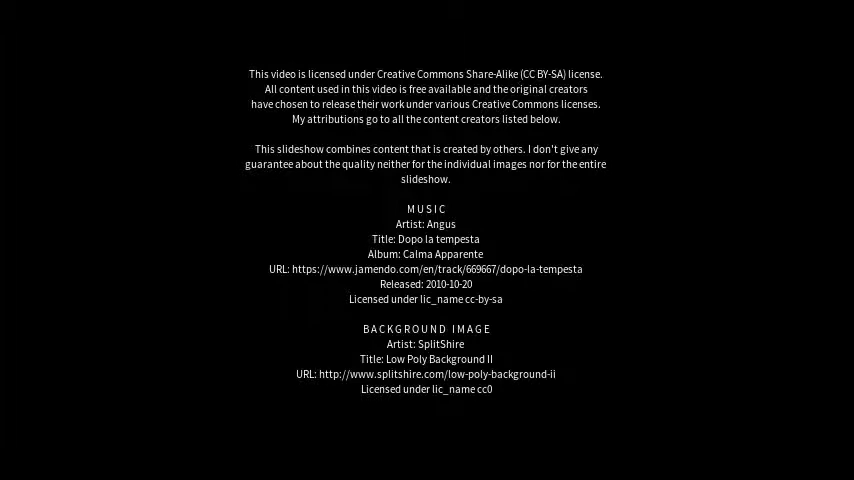 This video is licensed under Creative Commons Share-Alike (CC BY-SA) license.
All content used in this video is free available and the original creators
have chosen to release their work under various Creative Commons licenses.
My attributions go to all the content creators listed below.
This slideshow combines content that is created by others. I don't give any
guarantee about the quality neither for the individual images nor for the entire
slideshow.
MUSIC
Artist: Angus
Title: Dopo la tempesta
Album: Calma Apparente
URL: https://www.jamendo.com/en/track/669667/dopo-la-tempesta
Released: 2010-10-20
Licensed under lic_name cc-by-sa
BACKGROUND IMAGE
Artist: SplitShire
Title: Low Poly Background II
URL: http://www.splitshire.com/low-poly-background-ii
Licensed under lic_name cc0